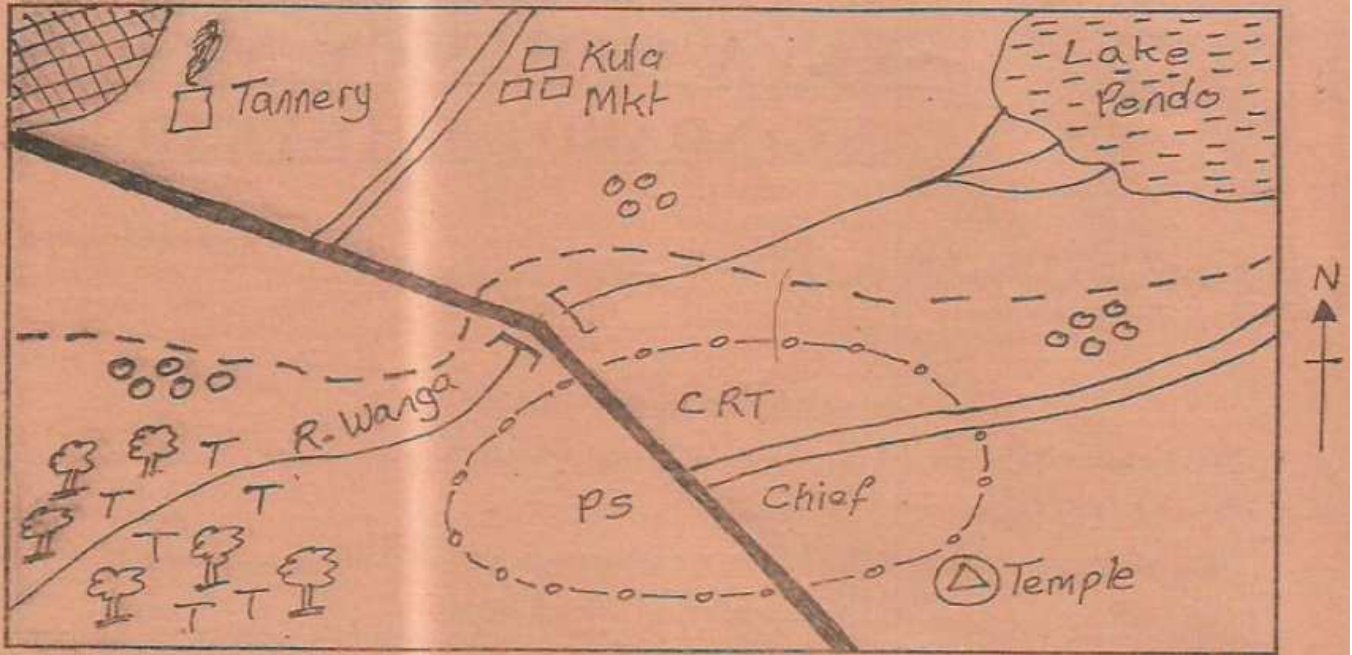 Tannery
Kula
Mkt
Lake
Pendo
N
R. Wanga
CRT
PS
Chief
Temple